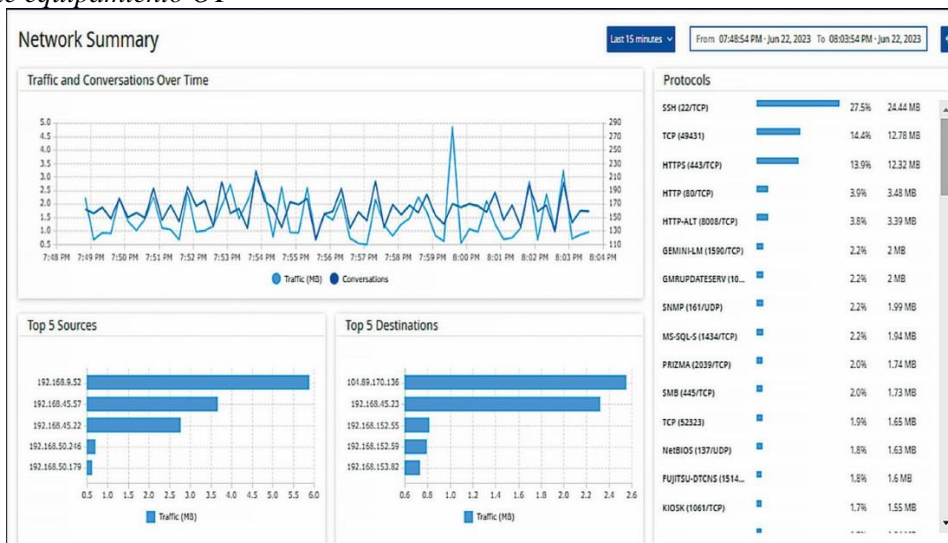 equipamiento OT
Network Summary
Last 15 minutes
From 07:48:54 PM - Jun 22, 2023 To 08:03:54 PM - Jun 22, 2023
Traffic and Conversations Over Time
5.0 290
4.5 270
4.0 250
3.5 230
3.0 210
2.5 190
2.0 170
1.5 150
1.0 130
0.5 110
7:48 PM 7:49 PM 7:50 PM 7:51 PM 7:52 PM 7:53 PM 7:54 PM 7:55 PM 7:56 PM 7:57 PM 7:58 PM 7:59 PM 8:00 PM 8:01 PM 8:02 PM 8:03 PM 8:04 PM
Traffic (MB) Conversations
Top 5 Sources
192.168.9.52
192.168.45.57
192.168.45.22
192.168.50.246
192.168.50.179
0.5 1.0 1.5 2.0 2.5 3.0 3.5 4.0 4.5 5.0 5.5 6.0
Traffic (MB)
Top 5 Destinations
104.89.170.136
192.168.45.23
192.168.152.55
192.168.152.59
192.168.153.82
0.6 0.8 1.0 1.2 1.4 1.6 1.8 2.0 2.2 2.4 2.6
Traffic (MB)
Protocols
SSH (22/TCP) 27.5% 24.44 MB
TCP (49431) 14.4% 12.78 MB
HTTPS (443/TCP) 13.9% 12.32 MB
HTTP (80/TCP) 3.9% 3.48 MB
HTTP-ALT (8008/TCP) 3.8% 3.39 MB
GEMINI-LM (1590/TCP) 2.2% 2 MB
GMRUPDATESERV (10... 2.2% 2 MB
SNMP (161/UDP) 2.2% 1.99 MB
MS-SQL-S (1434/TCP) 2.2% 1.94 MB
PRIZMA (2039/TCP) 2.0% 1.74 MB
SMB (445/TCP) 2.0% 1.73 MB
TCP (52323) 1.9% 1.65 MB
NetBIOS (137/UDP) 1.8% 1.63 MB
FUJITSU-DTCNS (1514... 1.8% 1.6 MB
KIOSK (1061/TCP) 1.7% 1.55 MB